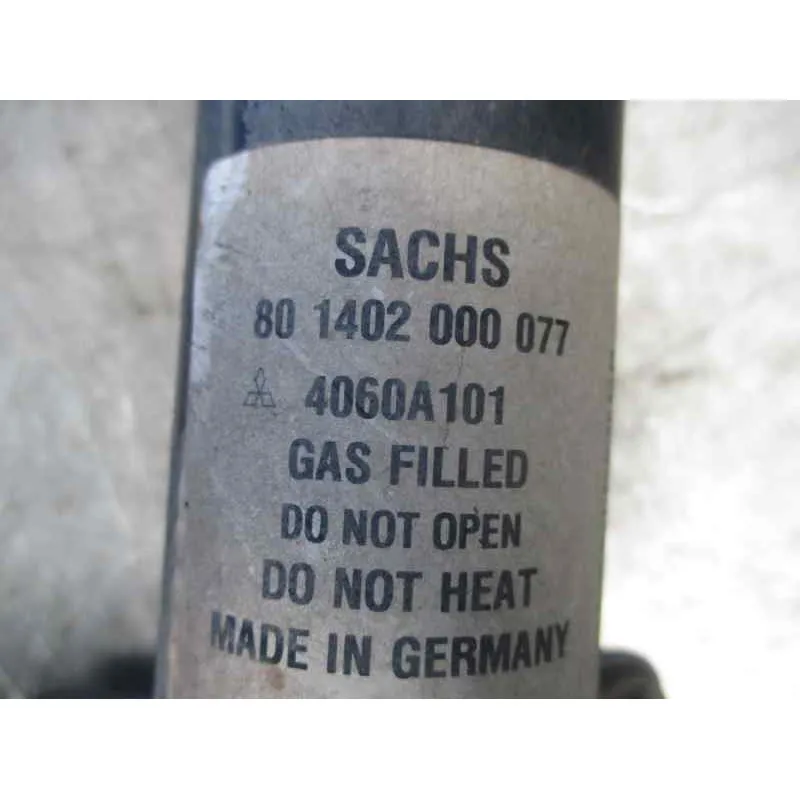 SACHS
80 1402 000 077
4060A101
GAS FILLED
DO NOT OPEN
DO NOT HEAT
MADE IN GERMANY